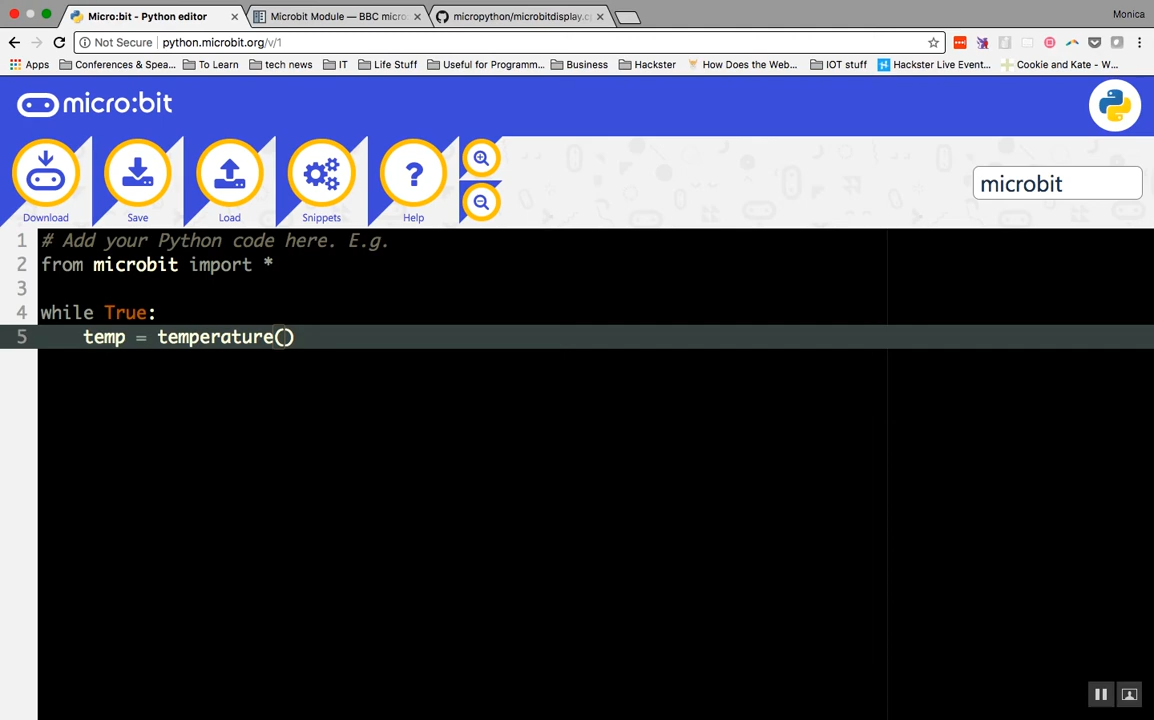 Micro:bit - Python editor
Microbit Module — BBC micro
micropython/microbitdisplay.c
Monica
Not Secure python.microbit.org/v/1
Apps Conferences & Spea... To Learn tech news IT Life Stuff Useful for Programm... Business Hackster How Does the Web... IOT stuff Hackster Live Event... Cookie and Kate - W...
micro:bit
Download Save Load Snippets ? Help
microbit
1 # Add your Python code here. E.g.
2 from microbit import *
3
4 while True:
5 temp = temperature()